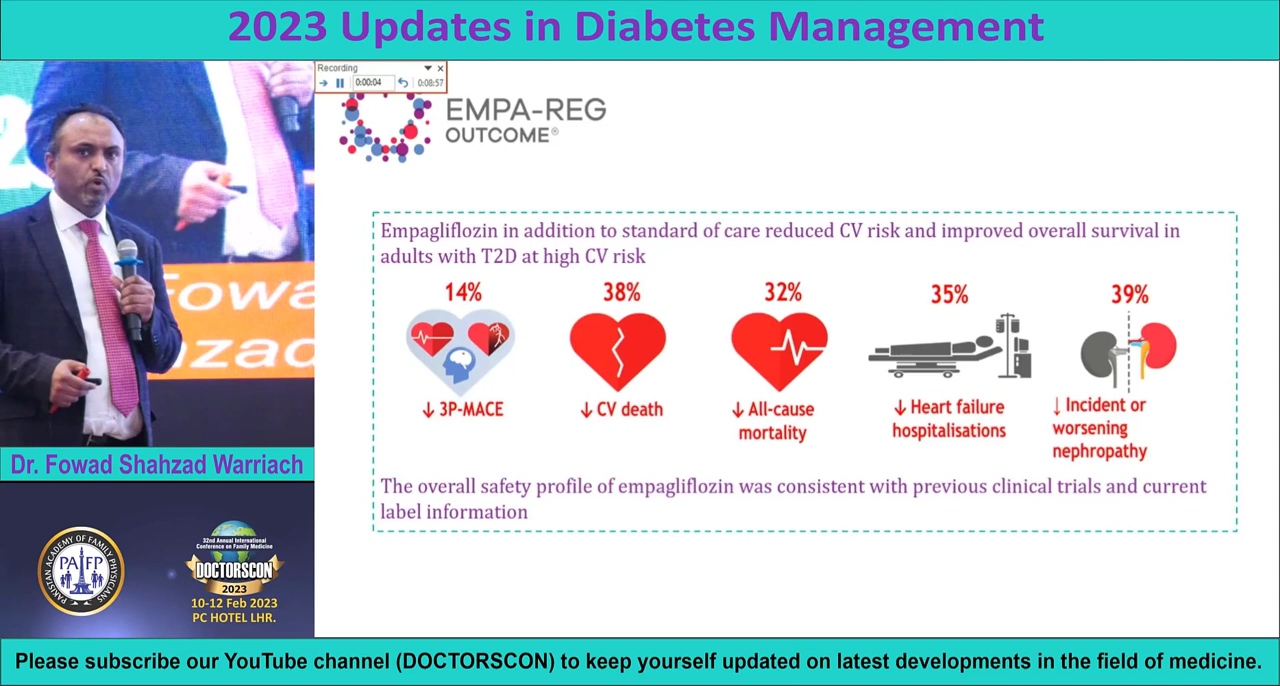 2023 Updates in Diabetes Management
Recording
0:00:04
0:08:57
EMPA-REG
OUTCOME®
Empagliflozin in addition to standard of care reduced CV risk and improved overall survival in
adults with T2D at high CV risk
14%
38%
32%
35%
39%
↓ 3P-MACE
↓ CV death
↓ All-cause
mortality
↓ Heart failure
hospitalisations
↓ Incident or
worsening
nephropathy
The overall safety profile of empagliflozin was consistent with previous clinical trials and current
label information
2
Fowa
zad
Dr. Fowad Shahzad Warriach
PAKISTAN ACADEMY OF FAMILY PHYSICIANS
PAFP
32nd Annual International
Conference on Family Medicine
DOCTORSCON
2023
10-12 Feb 2023
PC HOTEL LHR.
Please subscribe our YouTube channel (DOCTORSCON) to keep yourself updated on latest developments in the field of medicine.